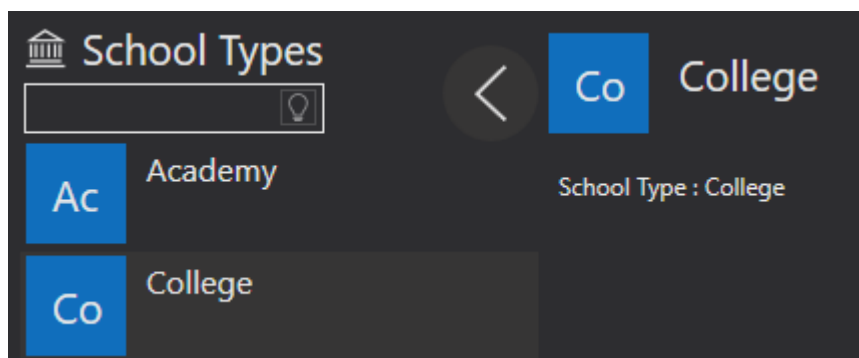 School Types
Ac
Academy
Co
College
Co
College
School Type : College